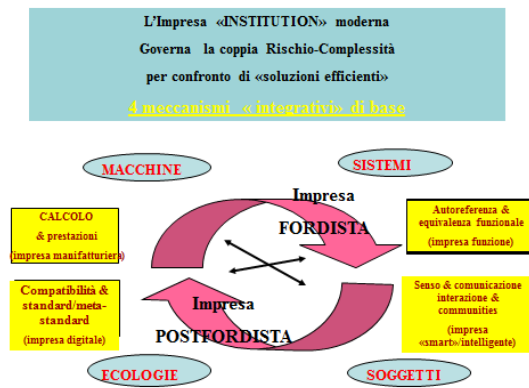 L'Impresa «INSTITUTION» moderna
Governa la coppia Rischio-Complessità
per confronto di «soluzioni efficienti»
4 meccanismi « integrativi» di base
MACCHINE
SISTEMI
Impresa
FORDISTA
CALCOLO
& prestazioni
(impresa manifatturiera)
Autoreferenza &
equivalenza funzionale
(impresa funzione)
Compatibilità &
standard/meta-
standard
(impresa digitale)
Impresa
POSTFORDISTA
Senso & comunicazione
interazione &
communities
(impresa
«smart»/intelligente)
ECOLOGIE
SOGGETTI